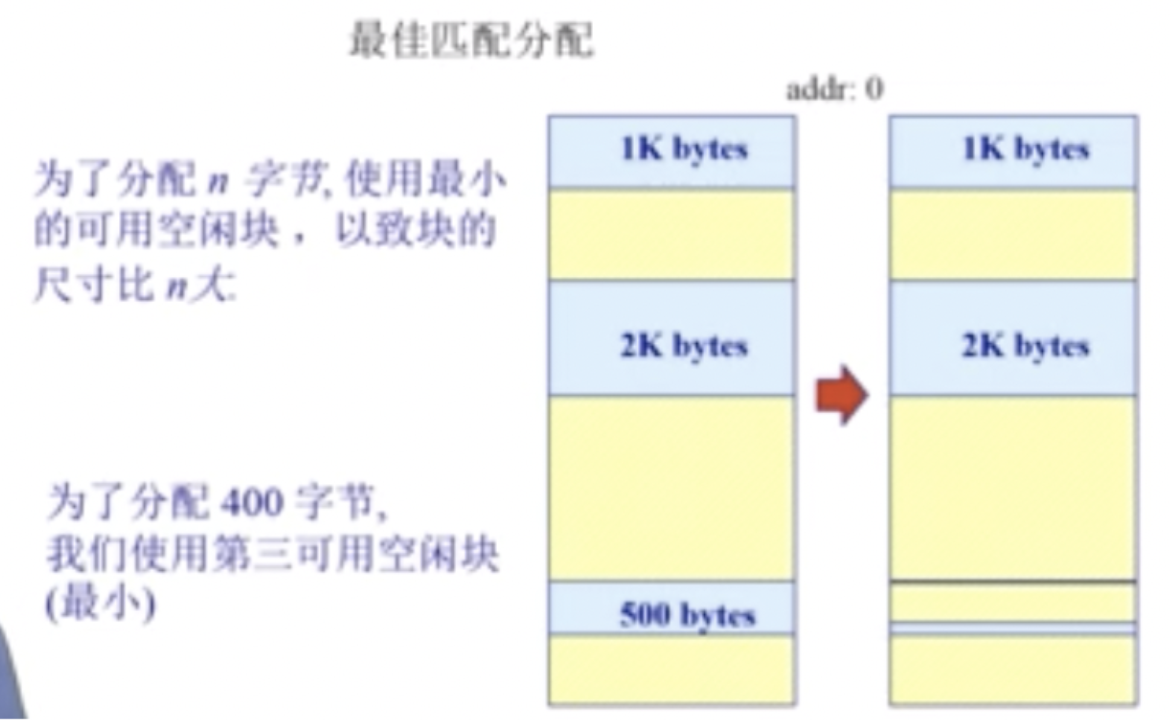 最佳匹配分配
addr: 0
为了分配 n 字节, 使用最小
的可用空闲块， 以致块的
尺寸比 n大.
为了分配 400 字节,
我们使用第三可用空闲块
(最小)
1K bytes
2K bytes
500 bytes
1K bytes
2K bytes